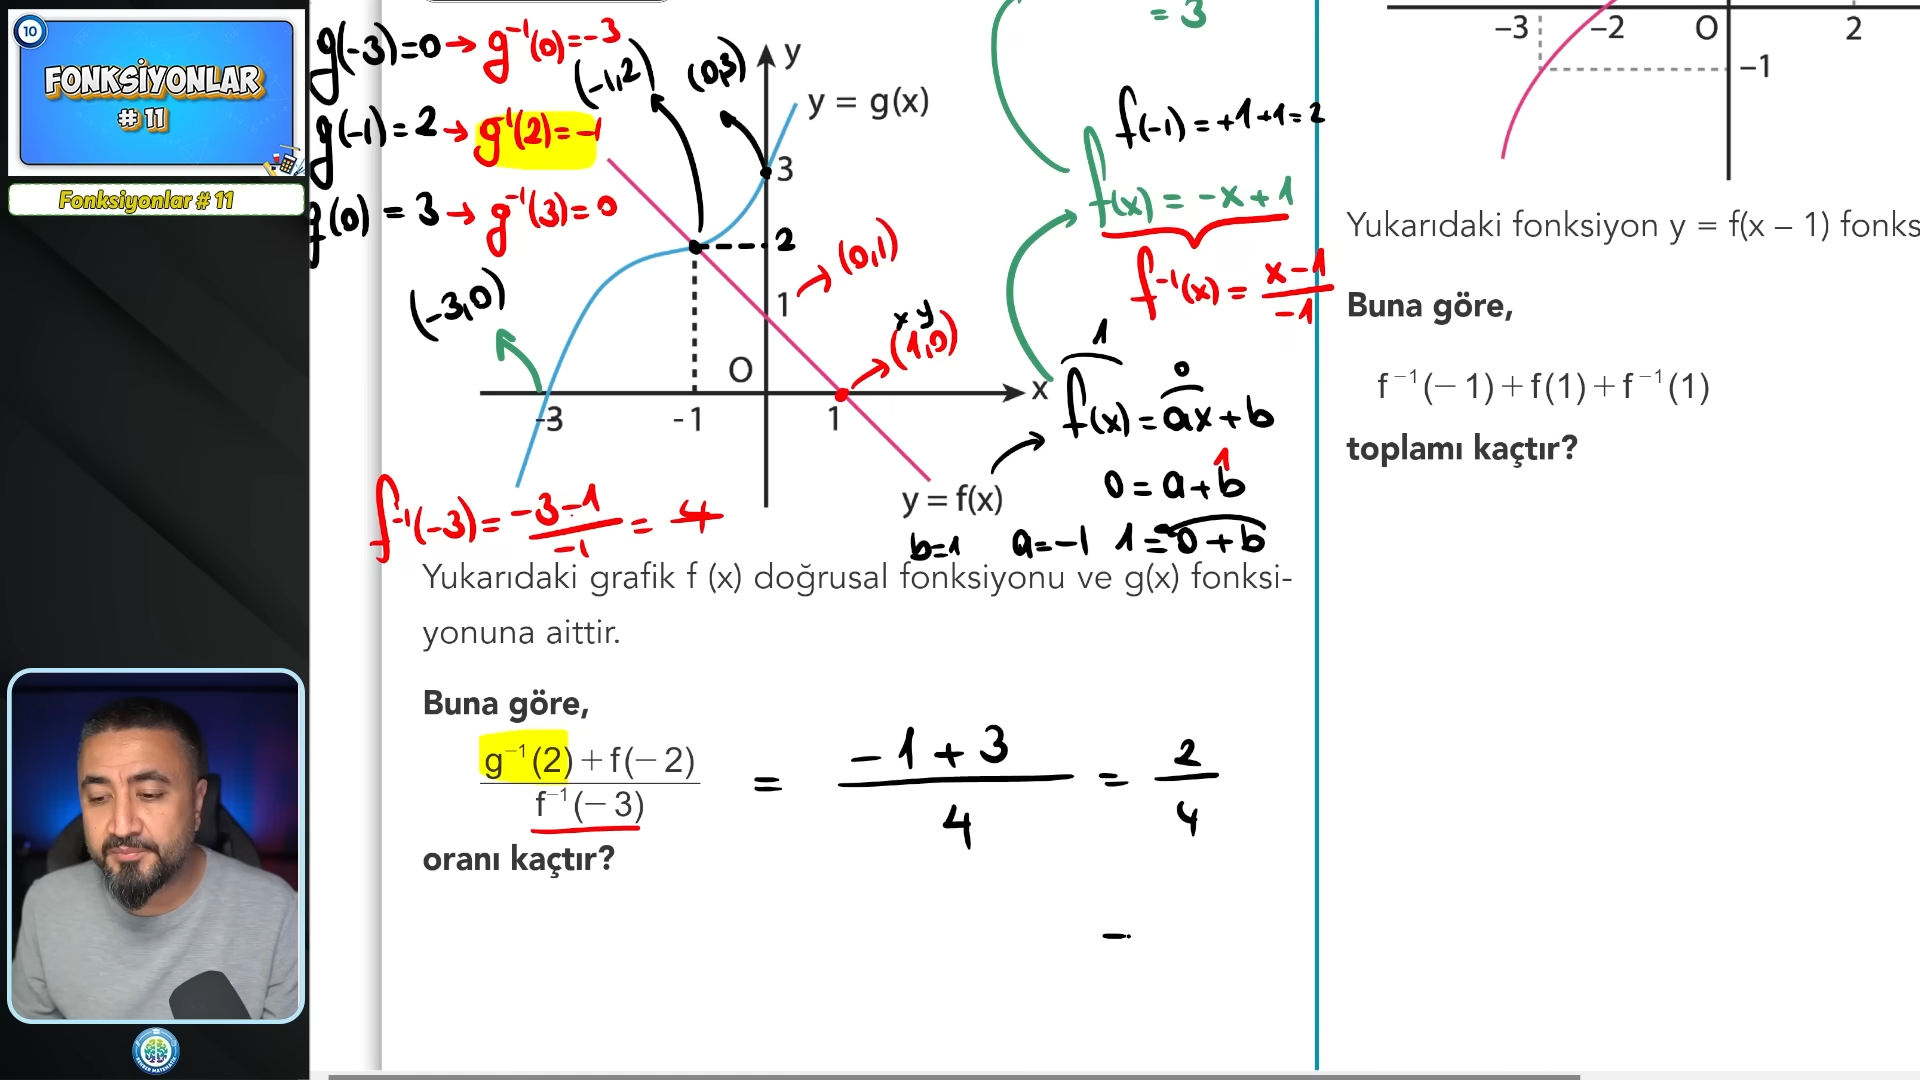 10
FONKSİYONLAR
# 11
Fonksiyonlar # 11
g(-3)=0→ g⁻¹(0)=-3
g(-1)=2→ g⁻¹(2)=-1
(0)=3→ g⁻¹(3)=0
(-1,2)
(0,3)
(-3,0)
y
y = g(x)
3
2
1
(0,1)
x y
(1,0)
O
x
-3
-1
1
y = f(x)
= 3
f(-1)=+1+1=2
f(x) = -x+1
f⁻¹(x) = x-1 / -1
1
0
f(x) = ax+b
1
0 = a+b
b=1 a=-1 1=0+b
f⁻¹(-3) = -3-1 / -1 = 4
Yukarıdaki grafik f (x) doğrusal fonksiyonu ve g(x) fonksi-
yonuna aittir.
Buna göre,
g⁻¹(2)+f(−2) / f⁻¹(−3) = -1+3 / 4 = 2 / 4
oranı kaçtır?
-3
-2
O
2
-1
Yukarıdaki fonksiyon y = f(x – 1) fonks
Buna göre,
f⁻¹(−1)+f(1)+f⁻¹(1)
toplamı kaçtır?